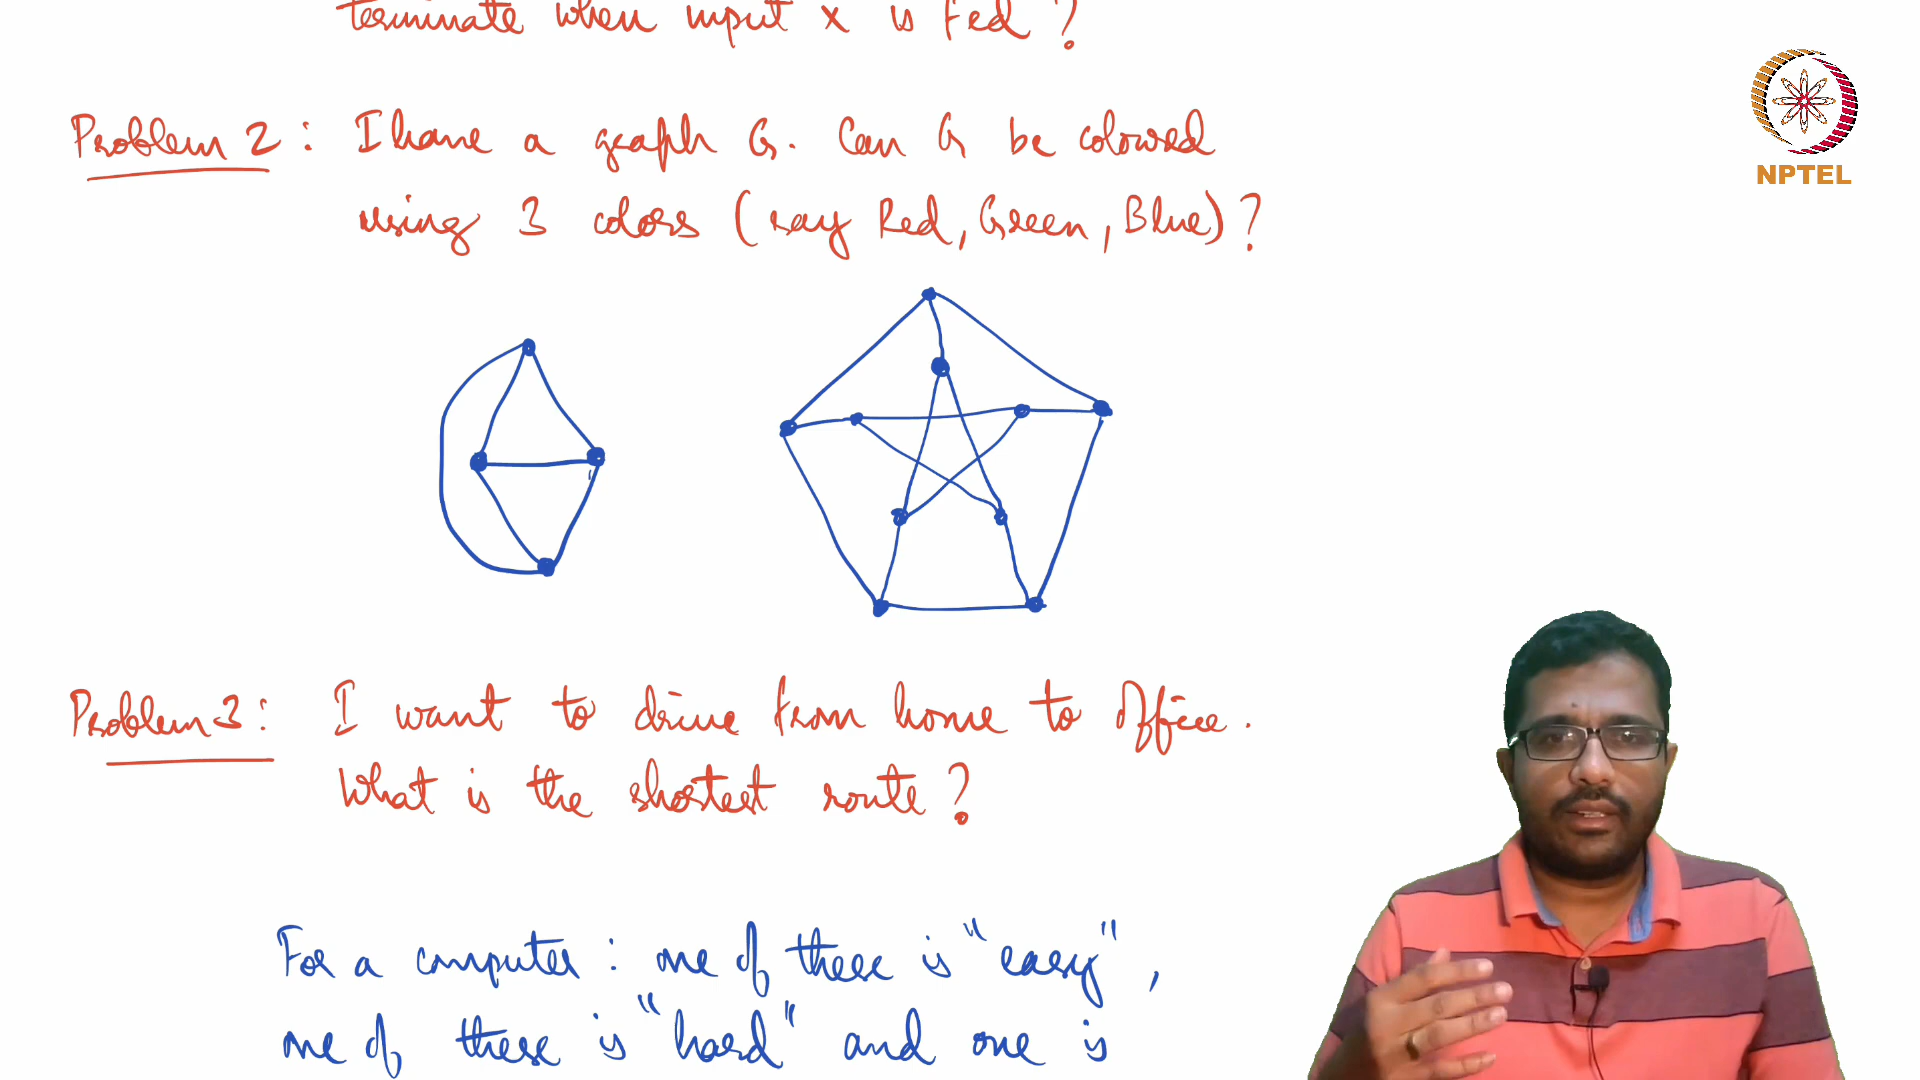 terminate when input x is fed?
NPTEL
Problem 2: I have a graph G. Can G be coloured
using 3 colors (say Red, Green, Blue)?
Problem 3: I want to drive from home to office.
What is the shortest route?
For a computer: one of these is "easy",
one of these is "hard" and one is